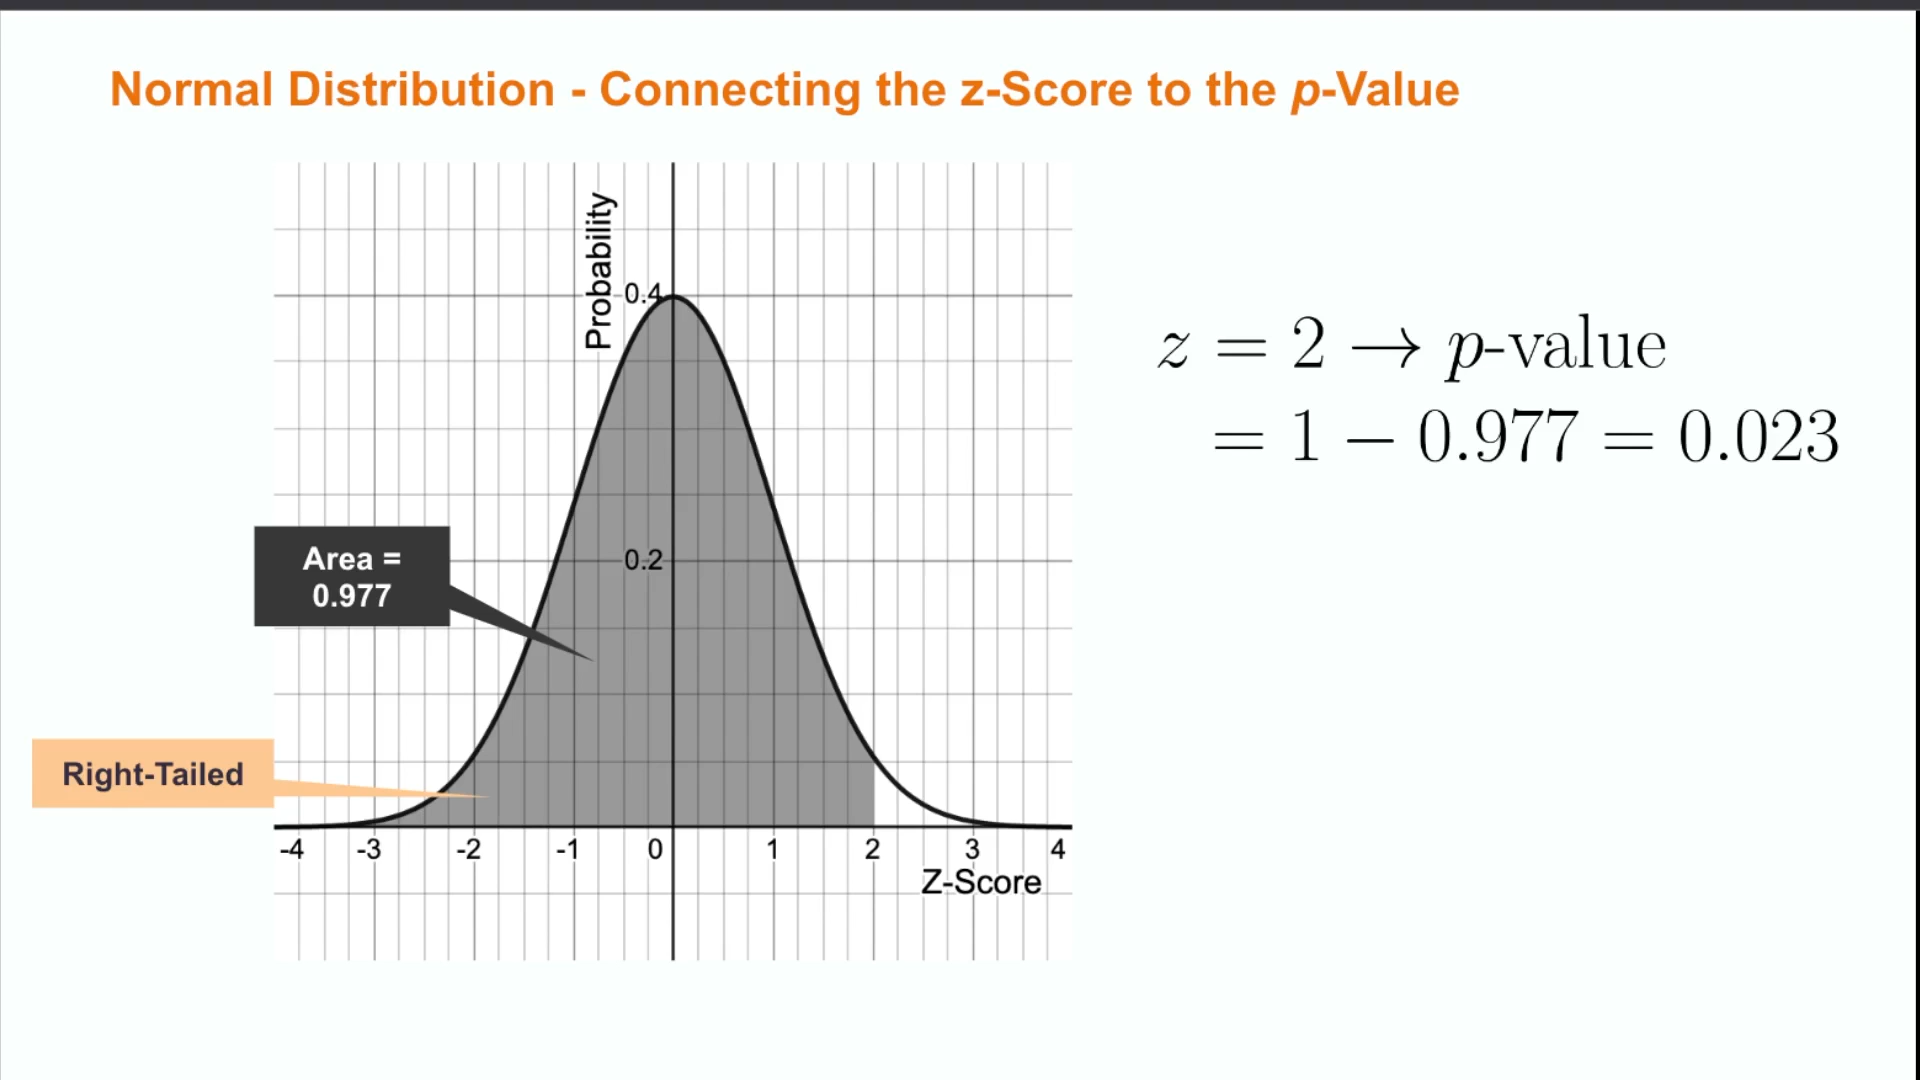 Normal Distribution - Connecting the z-Score to the p-Value
Probability
0.4
0.2
Area =
0.977
Right-Tailed
-4 -3 -2 -1 0 1 2 3 4
Z-Score
z = 2 → p-value
= 1 − 0.977 = 0.023